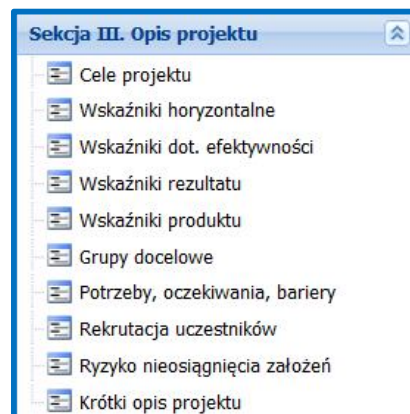 Sekcja III. Opis projektu
Cele projektu
Wskaźniki horyzontalne
Wskaźniki dot. efektywności
Wskaźniki rezultatu
Wskaźniki produktu
Grupy docelowe
Potrzeby, oczekiwania, bariery
Rekrutacja uczestników
Ryzyko nieosiągnięcia założeń
Krótki opis projektu